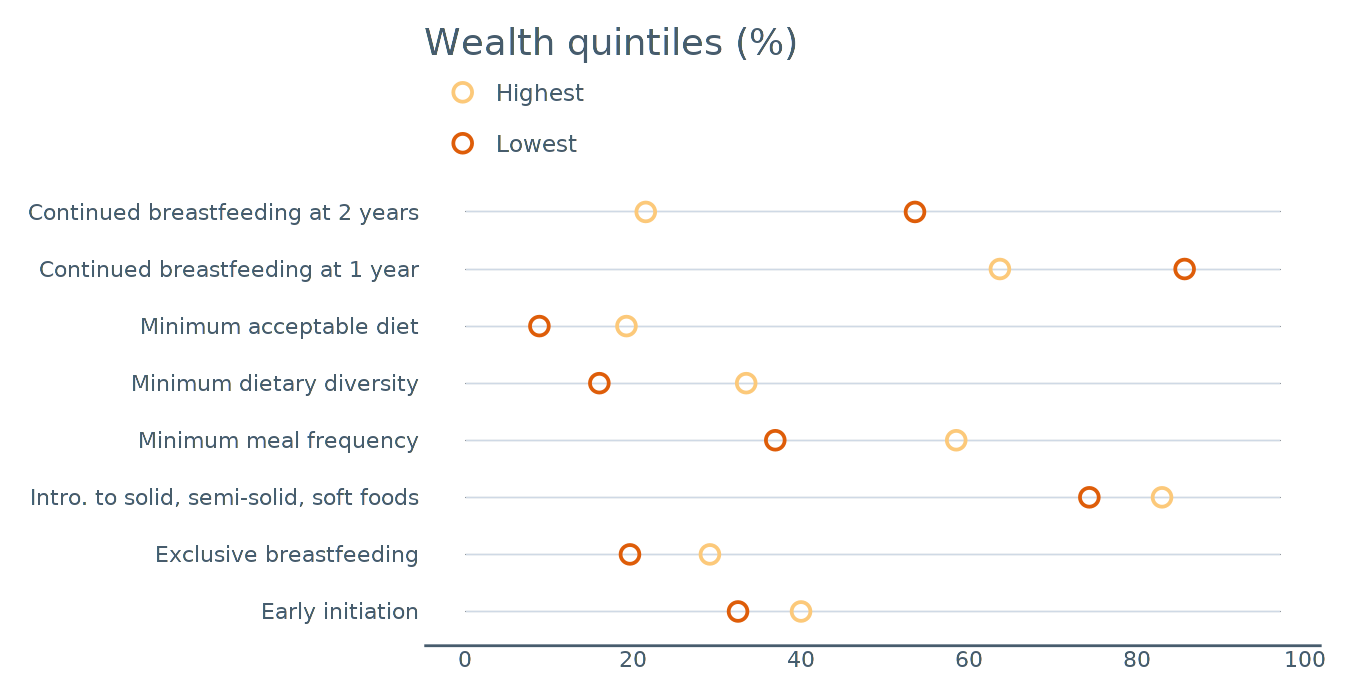 Wealth quintiles (%)
Highest
Lowest
Continued breastfeeding at 2 years
Continued breastfeeding at 1 year
Minimum acceptable diet
Minimum dietary diversity
Minimum meal frequency
Intro. to solid, semi-solid, soft foods
Exclusive breastfeeding
Early initiation
0 20 40 60 80 100